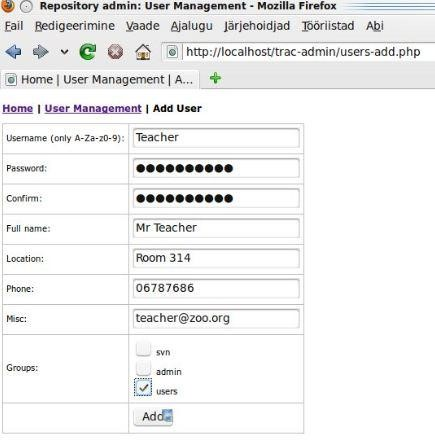 Repository admin: User Management - Mozilla Firefox
Fail Redigeerimine Vaade Ajalugu Järjehoidjad Tööriistad Abi
http://localhost/trac-admin/users-add.php
Home | User Management | A...
Home | User Management | Add User
Username (only A-Za-z0-9): Teacher
Password: ●●●●●●●●●●
Confirm: ●●●●●●●●●●
Full name: Mr Teacher
Location: Room 314
Phone: 06787686
Misc: teacher@zoo.org
Groups:
svn
admin
users
Add